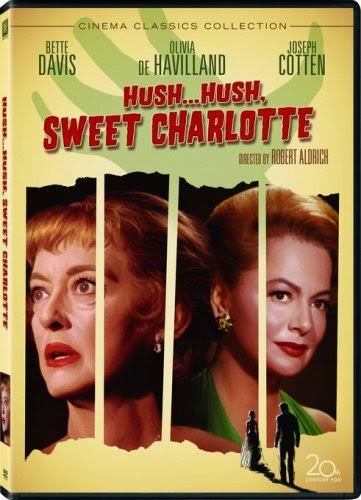 CINEMA CLASSICS COLLECTION
BETTE
DAVIS
OLIVIA
DE HAVILLAND
JOSEPH
COTTEN
HUSH...HUSH,
SWEET CHARLOTTE
DIRECTED BY ROBERT ALDRICH
HUSH...HUSH, SWEET CHARLOTTE
20th
CENTURY FOX